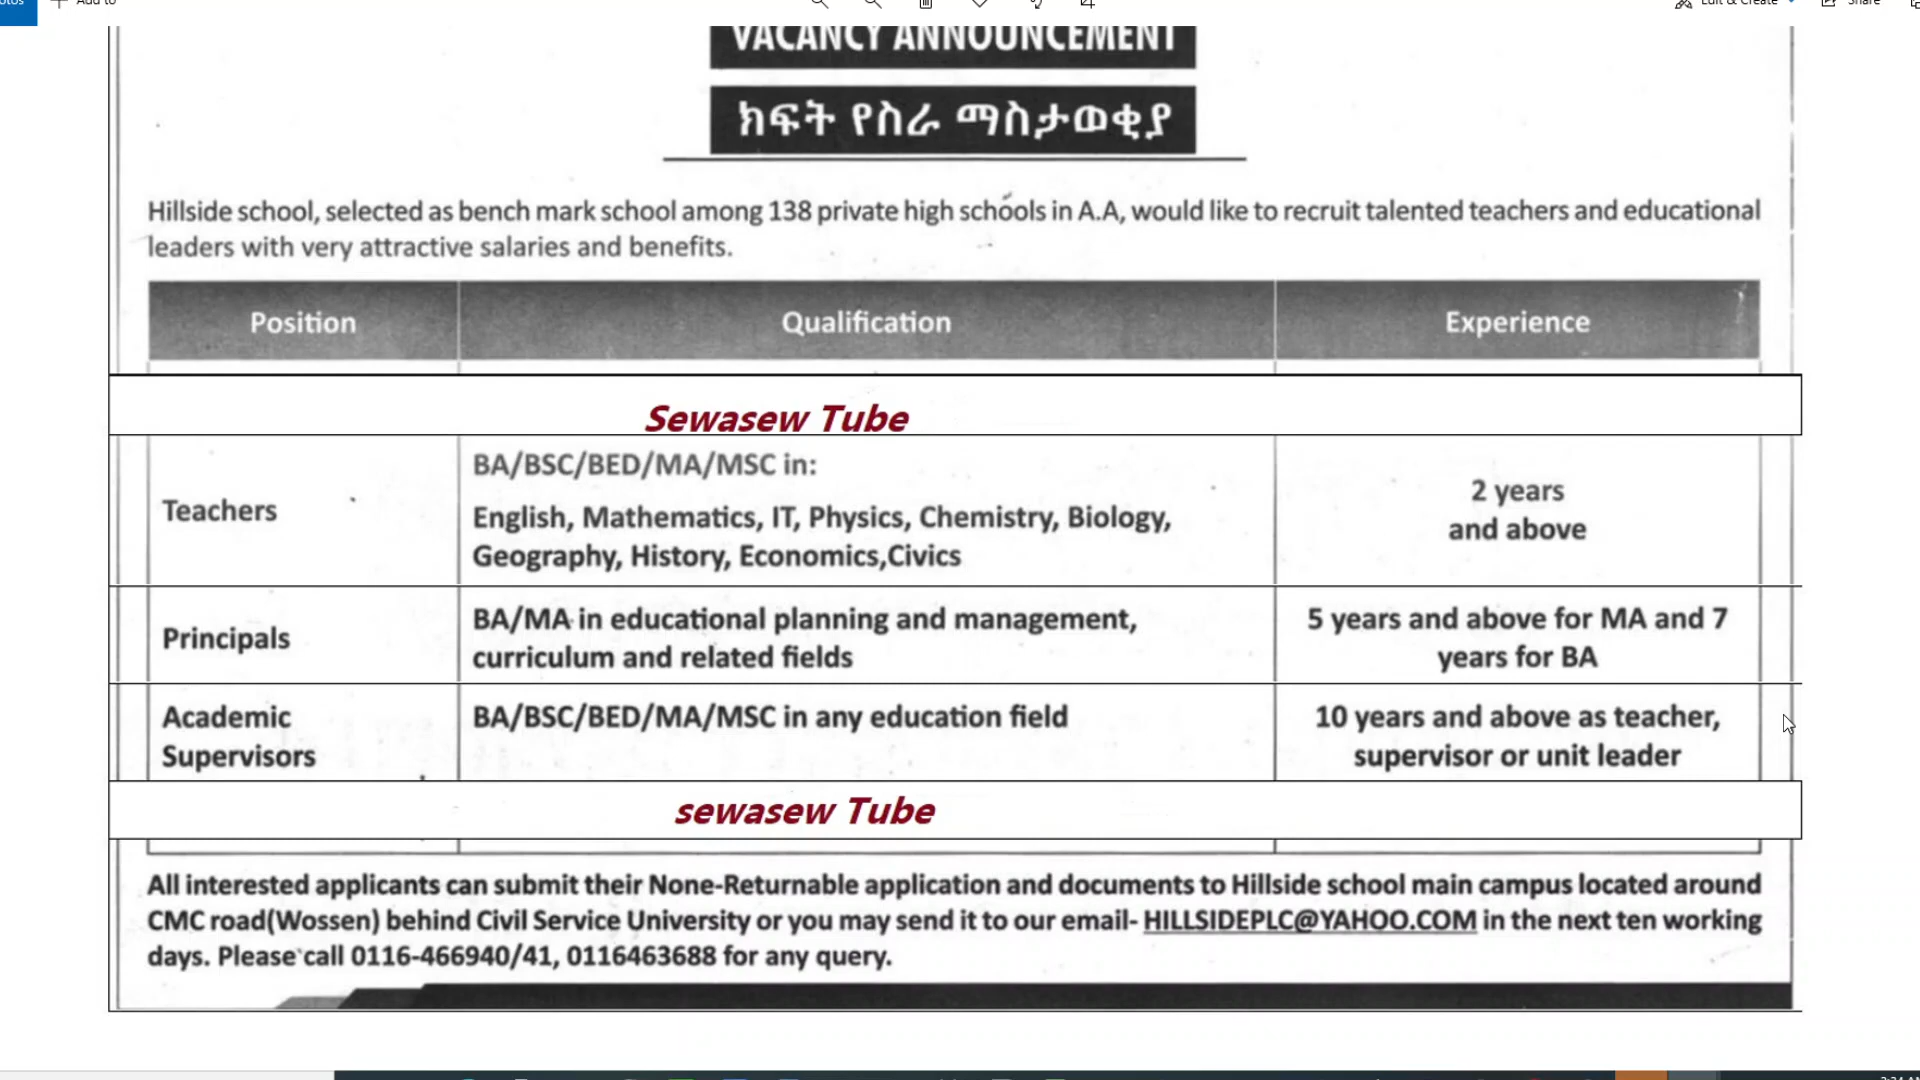 Add to
Edit & Create
Share
VACANCY ANNOUNCEMENT
ክፍት የስራ ማስታወቂያ
Hillside school, selected as bench mark school among 138 private high schools in A.A, would like to recruit talented teachers and educational
leaders with very attractive salaries and benefits.
Position
Qualification
Experience
Sewasew Tube
Teachers
BA/BSC/BED/MA/MSC in:
English, Mathematics, IT, Physics, Chemistry, Biology,
Geography, History, Economics,Civics
2 years
and above
Principals
BA/MA in educational planning and management,
curriculum and related fields
5 years and above for MA and 7
years for BA
Academic
Supervisors
BA/BSC/BED/MA/MSC in any education field
10 years and above as teacher,
supervisor or unit leader
sewasew Tube
All interested applicants can submit their None-Returnable application and documents to Hillside school main campus located around
CMC road(Wossen) behind Civil Service University or you may send it to our email- HILLSIDEPLC@YAHOO.COM in the next ten working
days. Please call 0116-466940/41, 0116463688 for any query.